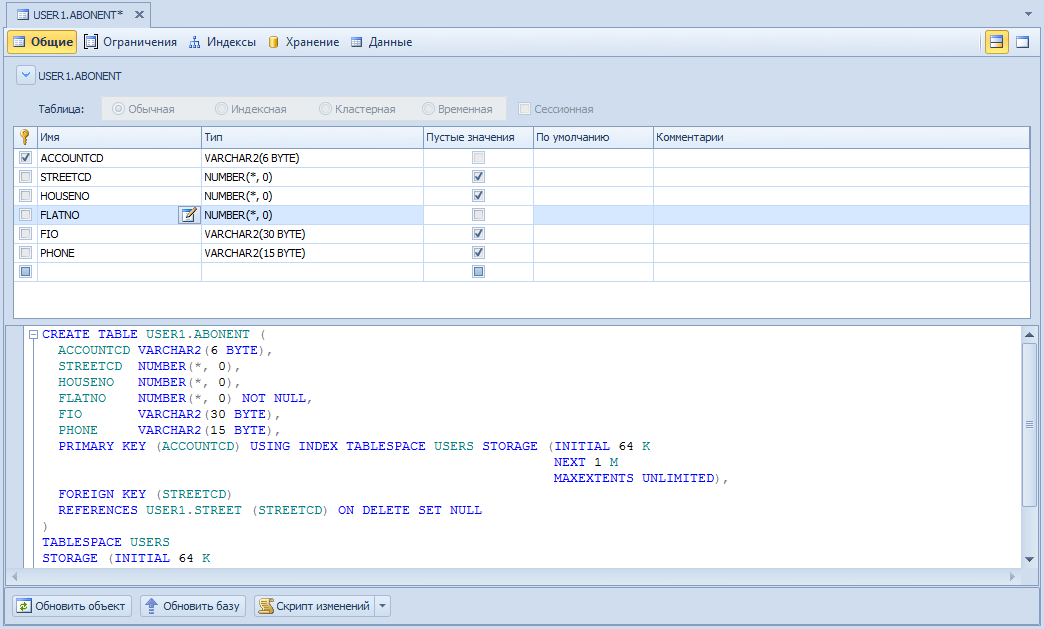 USER1.ABONENT*
Общие Ограничения Индексы Хранение Данные
USER1.ABONENT
Таблица: Обычная Индексная Кластерная Временная Сессионная
Имя Тип Пустые значения По умолчанию Комментарии
ACCOUNTCD VARCHAR2(6 BYTE)
STREETCD NUMBER(*, 0)
HOUSENO NUMBER(*, 0)
FLATNO NUMBER(*, 0)
FIO VARCHAR2(30 BYTE)
PHONE VARCHAR2(15 BYTE)
CREATE TABLE USER1.ABONENT (
ACCOUNTCD VARCHAR2(6 BYTE),
STREETCD NUMBER(*, 0),
HOUSENO NUMBER(*, 0),
FLATNO NUMBER(*, 0) NOT NULL,
FIO VARCHAR2(30 BYTE),
PHONE VARCHAR2(15 BYTE),
PRIMARY KEY (ACCOUNTCD) USING INDEX TABLESPACE USERS STORAGE (INITIAL 64 K
NEXT 1 M
MAXEXTENTS UNLIMITED),
FOREIGN KEY (STREETCD)
REFERENCES USER1.STREET (STREETCD) ON DELETE SET NULL
)
TABLESPACE USERS
STORAGE (INITIAL 64 K
Обновить объект Обновить базу Скрипт изменений